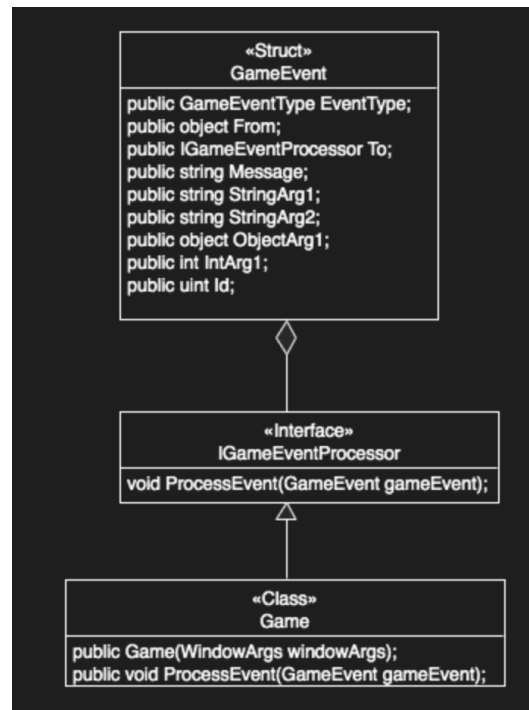 «Struct»
GameEvent
public GameEventType EventType;
public object From;
public IGameEventProcessor To;
public string Message;
public string StringArg1;
public string StringArg2;
public object ObjectArg1;
public int IntArg1;
public uint Id;
«Interface»
IGameEventProcessor
void ProcessEvent(GameEvent gameEvent);
«Class»
Game
public Game(WindowArgs windowArgs);
public void ProcessEvent(GameEvent gameEvent);